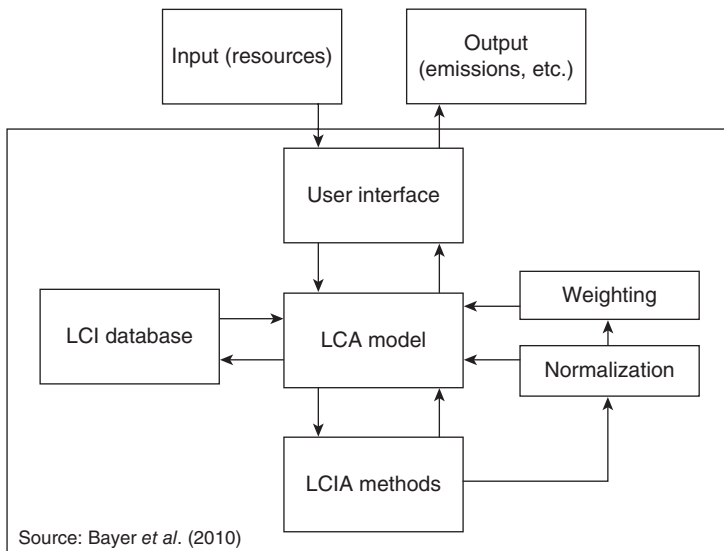 Input (resources)
Output
(emissions, etc.)
User interface
LCI database
LCA model
Weighting
Normalization
LCIA methods
Source: Bayer et al. (2010)